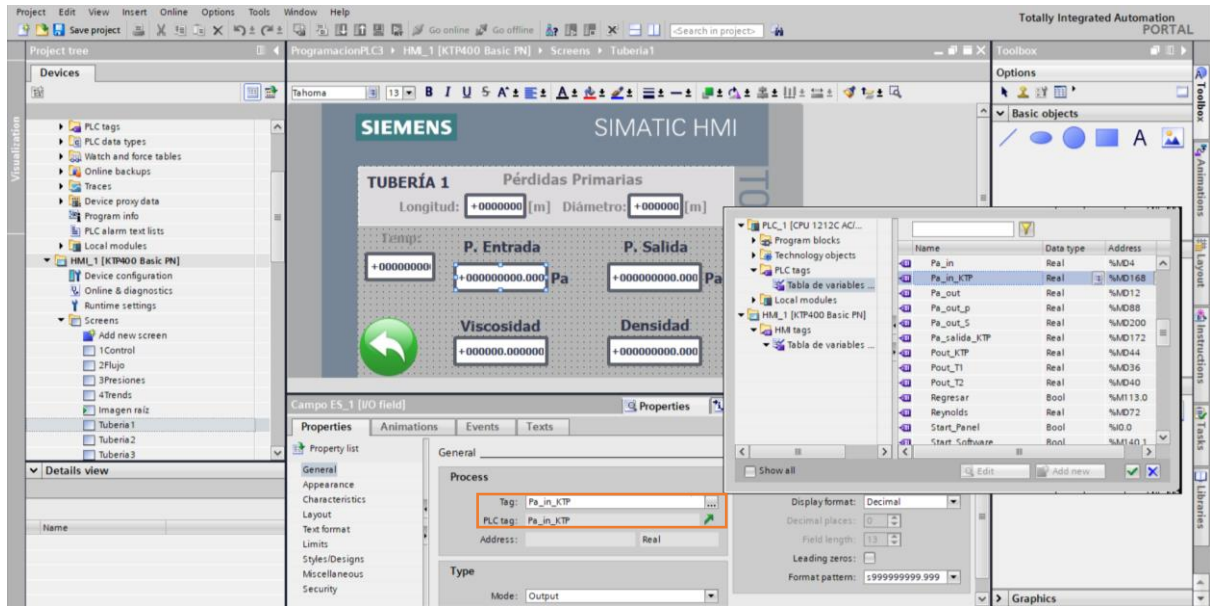 Project Edit View Insert Online Options Tools Window Help
Totally Integrated Automation
PORTAL
Save project
Go online Go offline <Search in project>
Project tree
ProgramacionPLC3 HMI_1 [KTP400 Basic PN] Screens Tuberia1
Toolbox
Devices
Options
Tahoma 13 B I U S A
Visualization
PLC tags
PLC data types
Watch and force tables
Online backups
Traces
Device proxy data
Program info
PLC alarm text lists
Local modules
HMI_1 [KTP400 Basic PN]
Device configuration
Online & diagnostics
Runtime settings
Screens
Add new screen
1Control
2Flujo
3Presiones
4Trends
Imagen raíz
Tuberia1
Tuberia2
Tuberia3
Details view
Name
SIEMENS SIMATIC HMI
TO
TUBERÍA 1 Pérdidas Primarias
Longitud: +0000000 [m] Diámetro: +000000 [m]
Temp: P. Entrada P. Salida
+00000000 +000000000.000 Pa +000000000.000 Pa
Viscosidad Densidad
+000000.000000 +000000000.000
Basic objects
A
PLC_1 [CPU 1212C AC/...
Program blocks
Technology objects
PLC tags
Tabla de variables ...
Local modules
HMI_1 [KTP400 Basic PN]
HMI tags
Tabla de variables ...
Name Data type Address
Pa_in Real %MD4
Pa_in_KTP Real %MD168
Pa_out Real %MD12
Pa_out_p Real %MD88
Pa_out_S Real %MD200
Pa_salida_KTP Real %MD172
Pout_KTP Real %MD44
Pout_T1 Real %MD36
Pout_T2 Real %MD40
Regresar Bool %M113.0
Reynolds Real %MD72
Start_Panel Bool %I0.0
Start_Software Bool %M140.1
Show all Edit Add new
Campo ES_1 [I/O field] Properties
Properties Animations Events Texts
Property list
General
Appearance
Characteristics
Layout
Text format
Limits
Styles/Designs
Miscellaneous
Security
General
Process
Tag: Pa_in_KTP ...
PLC tag: Pa_in_KTP
Address: Real
Type
Mode: Output
Display format: Decimal
Decimal places: 0
Field length: 13
Leading zeros:
Format pattern: s999999999.999
Graphics
Toolbox
Animations
Layout
Instructions
Tasks
Libraries